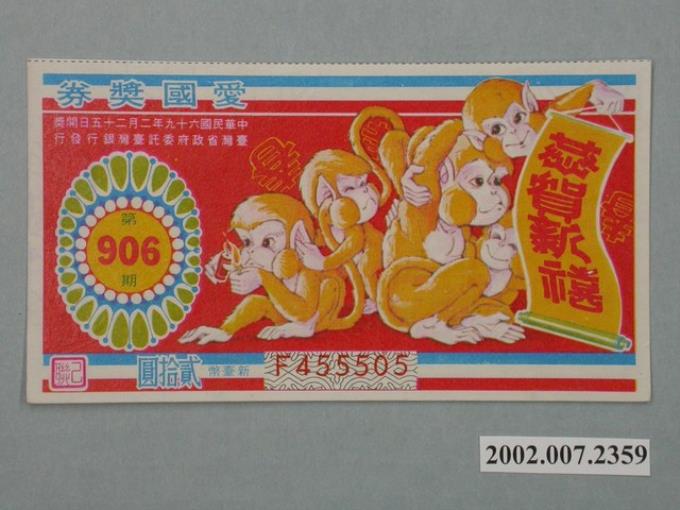 愛國獎券
中華民國六十九年二月二十五日開獎
臺灣省政府委託臺灣銀行發行
第
906
期
恭賀新禧
春
春
新臺幣
貳拾圓
F455505
2002.007.2359